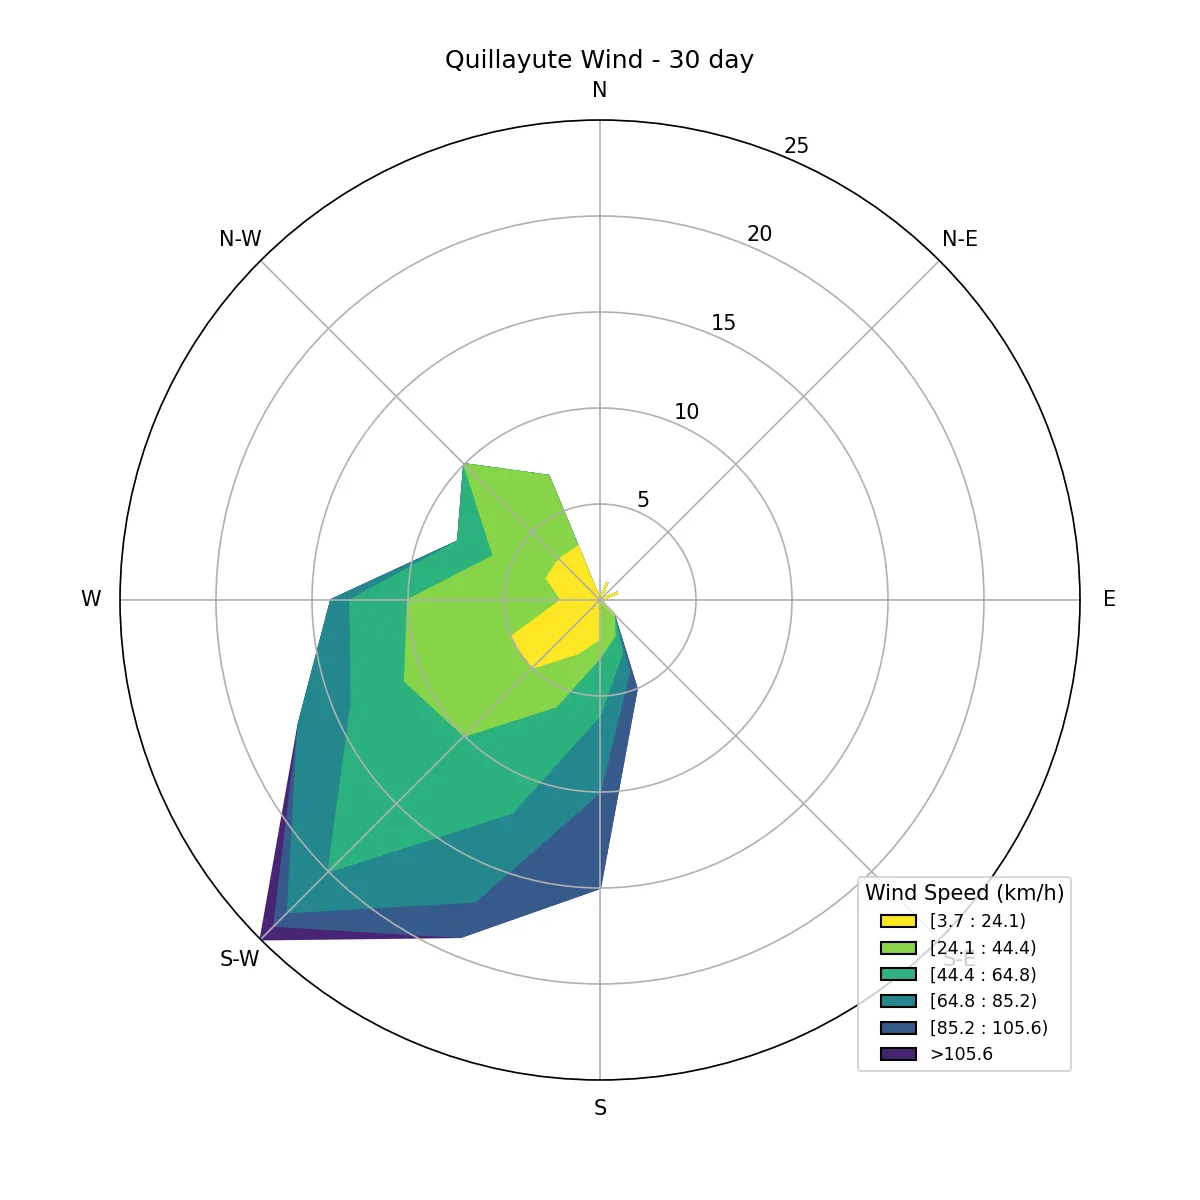 Quillayute Wind - 30 day
N
25
N-W
N-E
20
15
10
5
W
E
Wind Speed (km/h)
[3.7 : 24.1)
[24.1 : 44.4)
S-W
S-E
[44.4 : 64.8)
[64.8 : 85.2)
[85.2 : 105.6)
>105.6
S